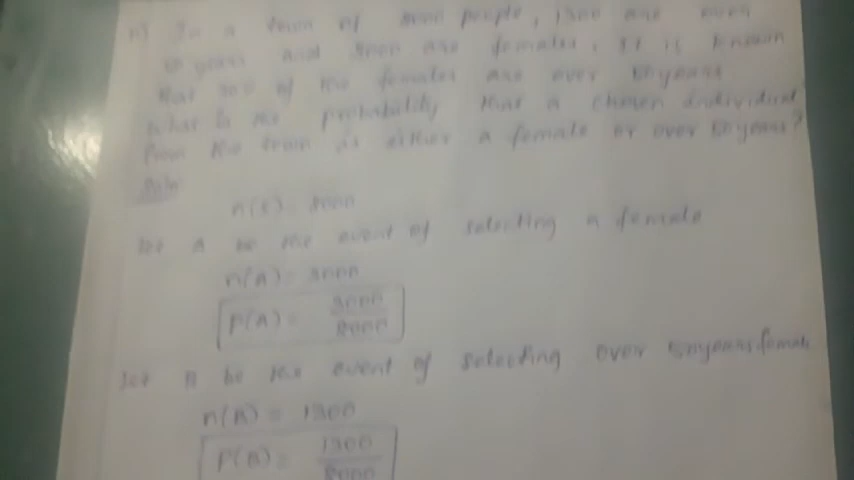 In a town of 8000 people, 1300 are over
50 years and 3000 are females. It is known
that 30% of the females are over 50 years
What is the probability that a chosen individual
from the town is either a female or over 50 years?
Soln
n(S) = 8000
Let A be the event of selecting a female
n(A) = 3000
P(A) = 3000/8000
Let B be the event of selecting over 50years female
n(B) = 1300
P(B) = 1300/8000